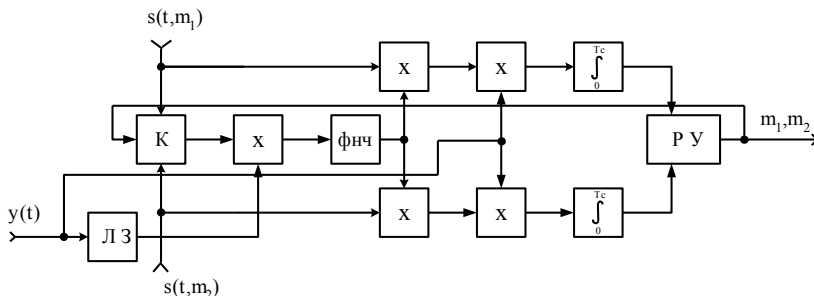 s(t,m₁)
X
X
Tc
∫
0
m₁,m₂
К
X
фнч
Р У
y(t)
Л З
X
X
Tc
∫
0
s(t,m₂)